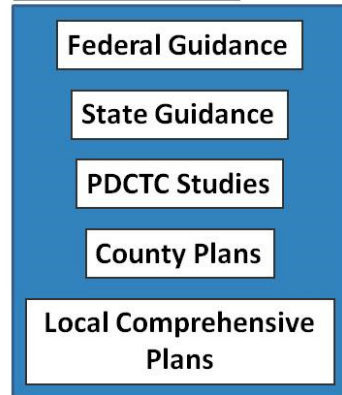 Federal Guidance
State Guidance
PDCTC Studies
County Plans
Local Comprehensive
Plans